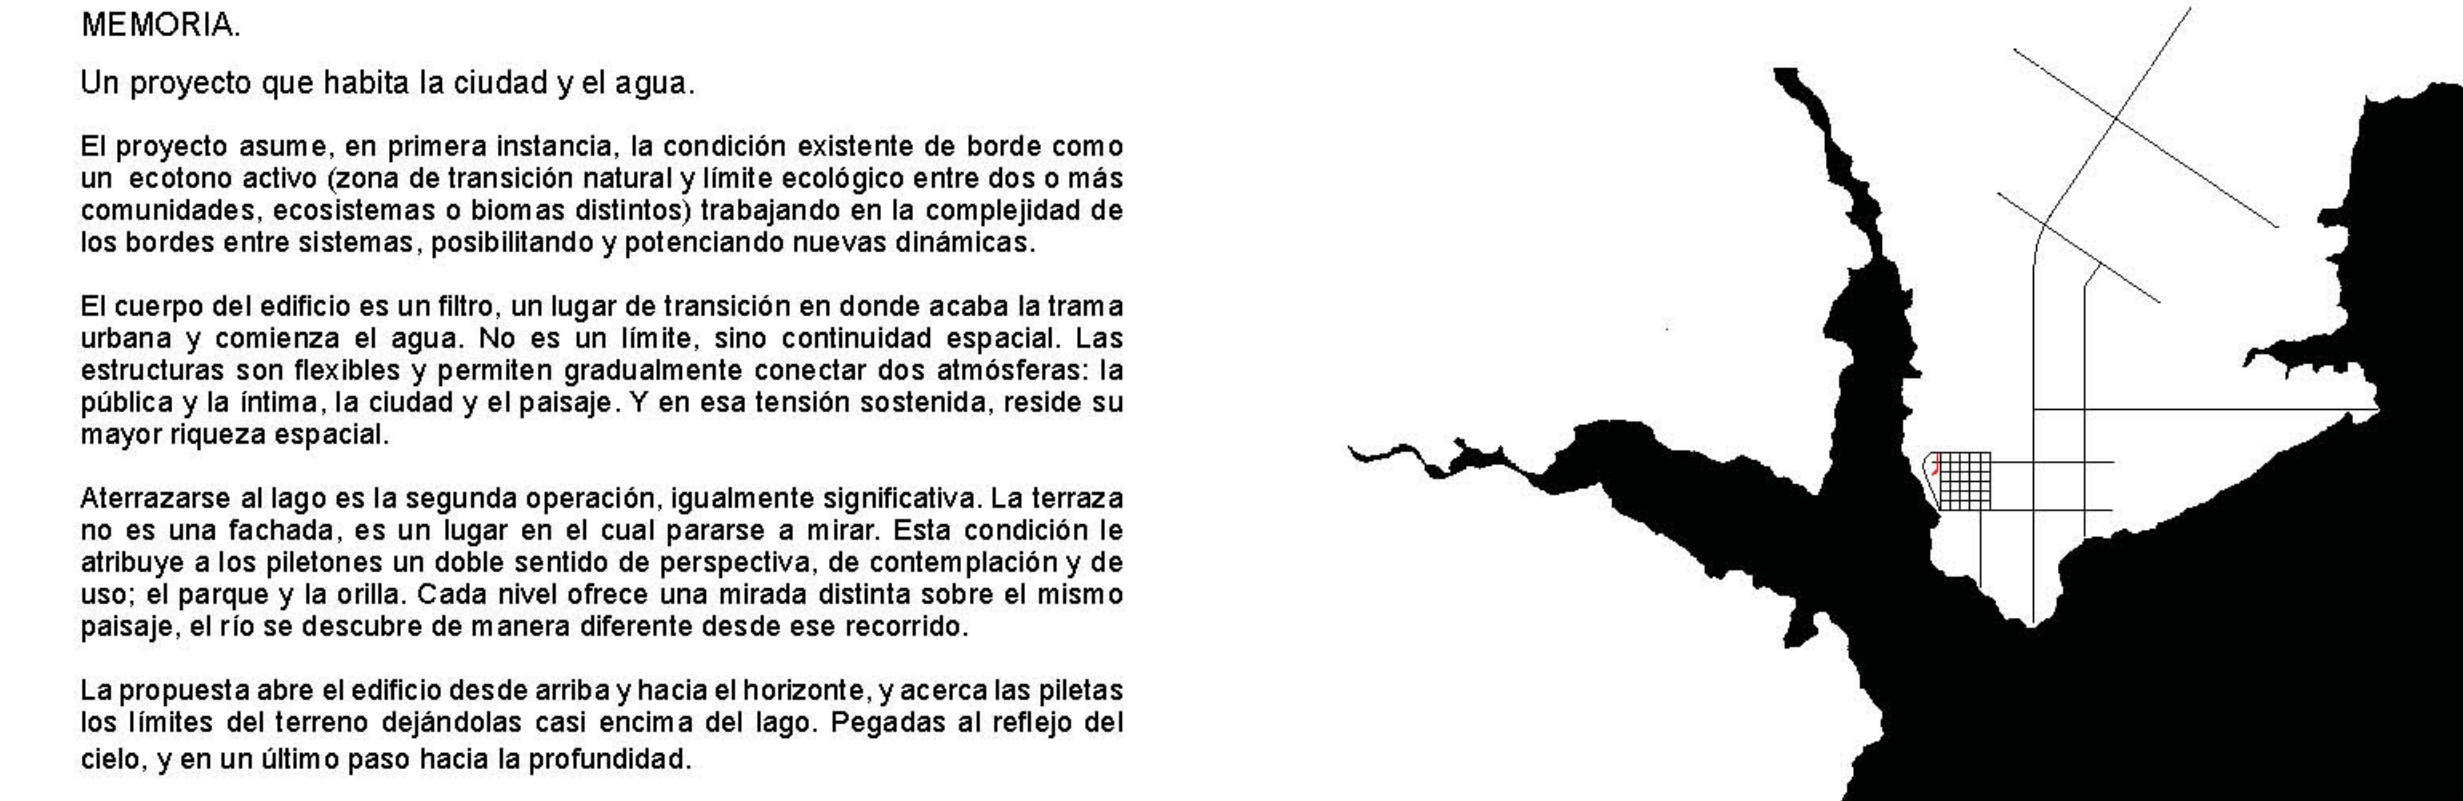 MEMORIA.
Un proyecto que habita la ciudad y el agua.
El proyecto asume, en primera instancia, la condición existente de borde como
un ecotono activo (zona de transición natural y límite ecológico entre dos o más
comunidades, ecosistemas o biomas distintos) trabajando en la complejidad de
los bordes entre sistemas, posibilitando y potenciando nuevas dinámicas.
El cuerpo del edificio es un filtro, un lugar de transición en donde acaba la trama
urbana y comienza el agua. No es un límite, sino continuidad espacial. Las
estructuras son flexibles y permiten gradualmente conectar dos atmósferas: la
pública y la íntima, la ciudad y el paisaje. Y en esa tensión sostenida, reside su
mayor riqueza espacial.
Aterrazarse al lago es la segunda operación, igualmente significativa. La terraza
no es una fachada, es un lugar en el cual pararse a mirar. Esta condición le
atribuye a los piletones un doble sentido de perspectiva, de contemplación y de
uso; el parque y la orilla. Cada nivel ofrece una mirada distinta sobre el mismo
paisaje, el río se descubre de manera diferente desde ese recorrido.
La propuesta abre el edificio desde arriba y hacia el horizonte, y acerca las piletas
los límites del terreno dejándolas casi encima del lago. Pegadas al reflejo del
cielo, y en un último paso hacia la profundidad.